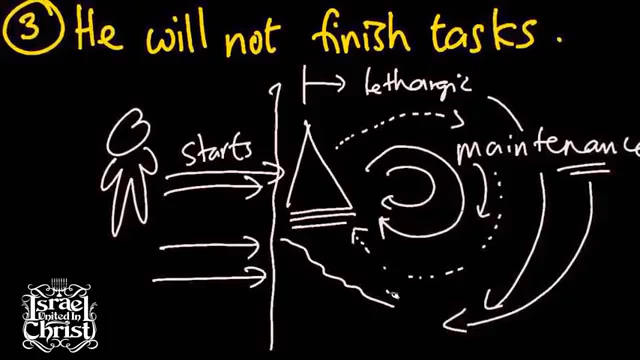 ③ He will not finish tasks.
lethargic
starts
maintenance
ISRAEL
UNITED IN
CHRIST